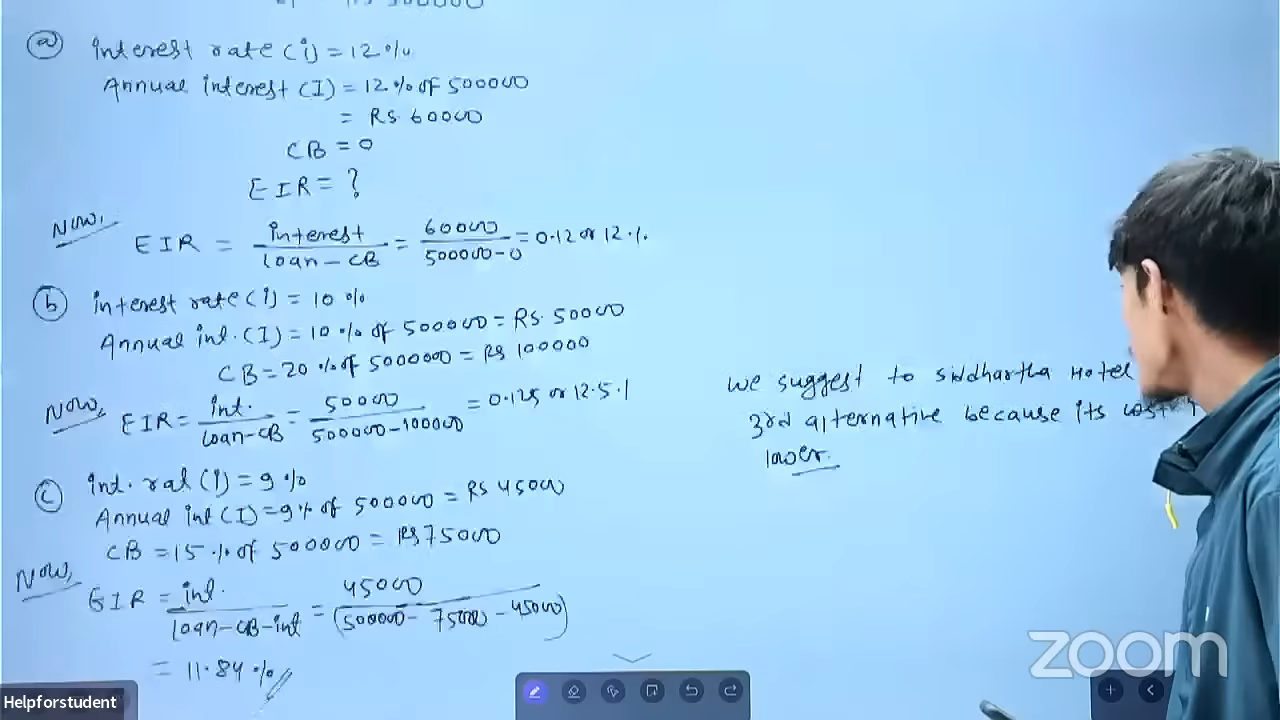 (a) interest rate (i) = 12%
Annual interest (I) = 12% of 500000
= Rs. 60000
CB = 0
EIR = ?
Now,
EIR = interest / loan - CB = 60000 / 500000 - 0 = 0.12 or 12%
(b) interest rate (i) = 10%
Annual int. (I) = 10% of 500000 = Rs. 50000
CB = 20% of 5000000 = Rs 100000
Now,
EIR = int. / loan - CB = 50000 / 500000 - 100000 = 0.125 or 12.5%
(c) int. rat (i) = 9%
Annual int (I) = 9% of 500000 = Rs 45000
CB = 15% of 500000 = Rs 75000
Now,
EIR = int. / loan - CB - int = 45000 / (500000 - 75000 - 45000)
= 11.84%
we suggest to Siddhartha Hotel
3rd alternative because its cost
lower.
zoom
Helpforstudent